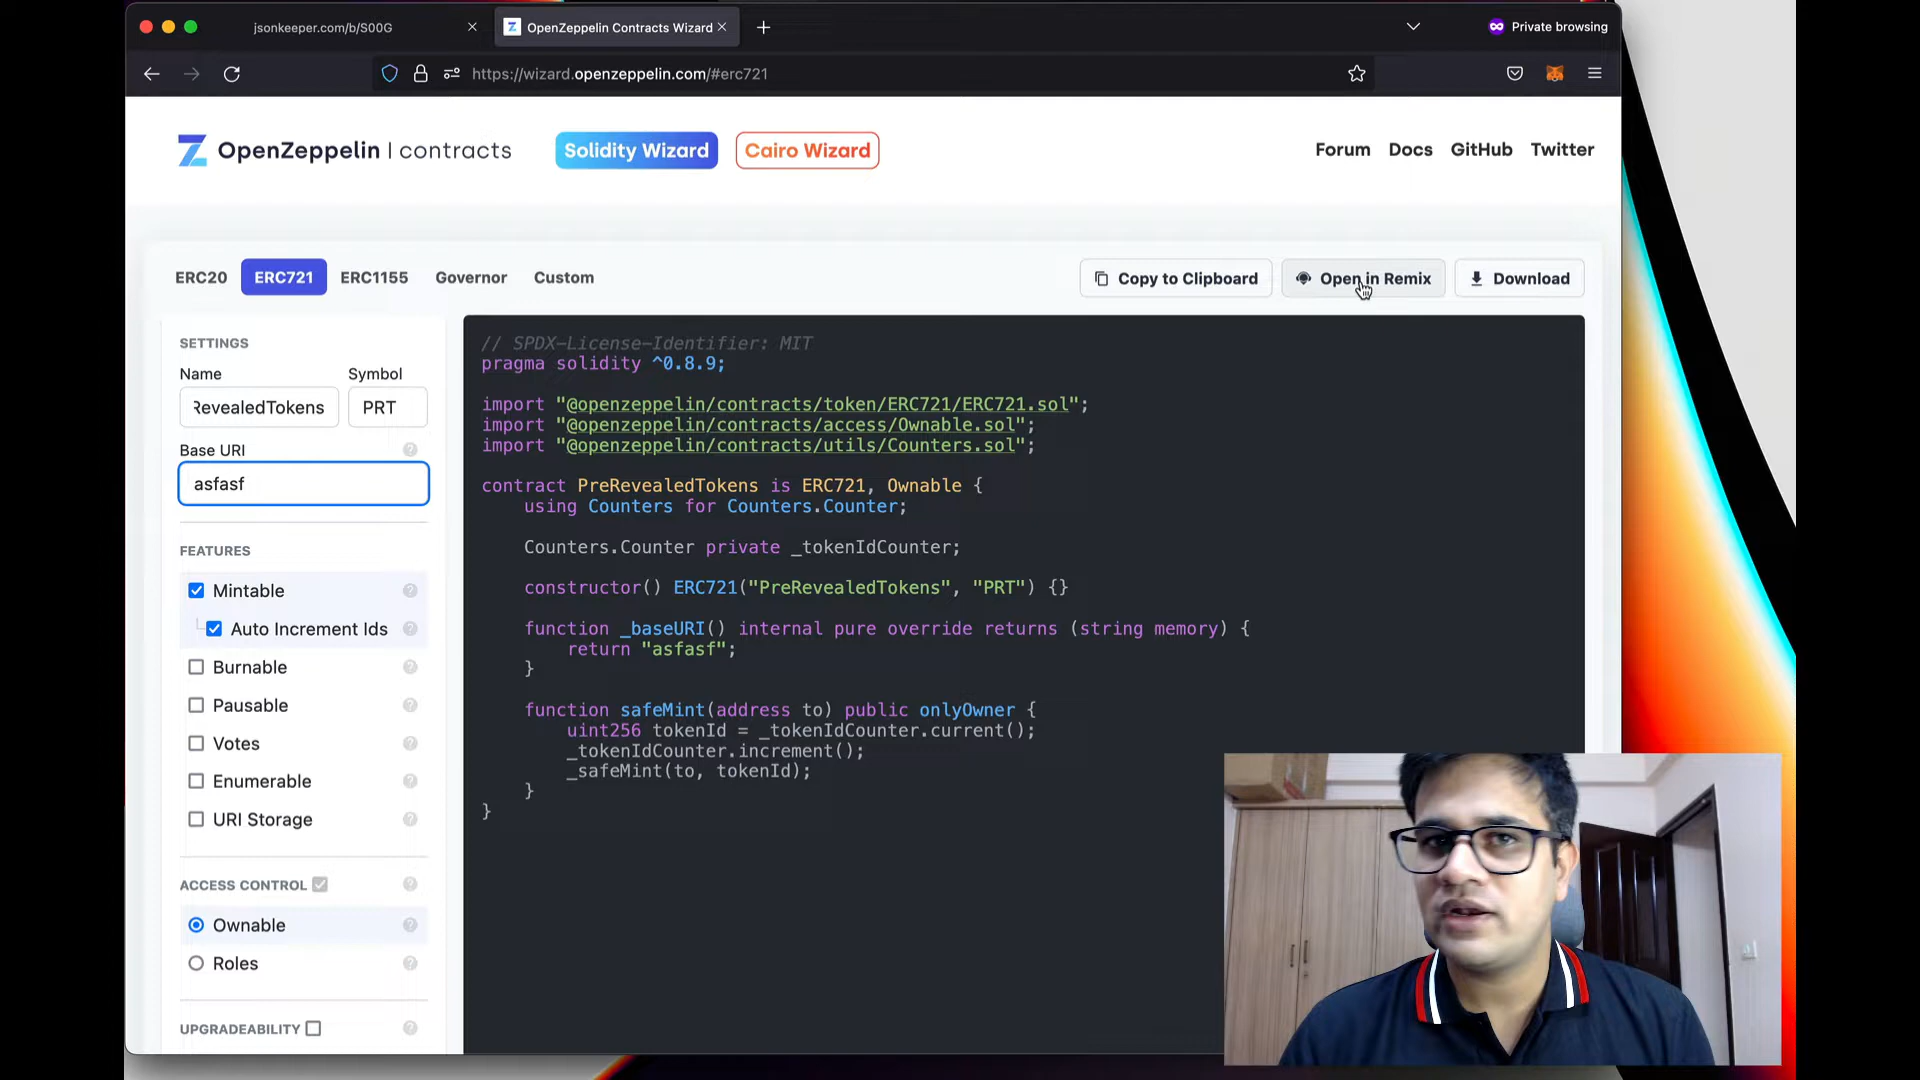 jsonkeeper.com/b/S00G
OpenZeppelin Contracts Wizard
Private browsing
https://wizard.openzeppelin.com/#erc721
OpenZeppelin | contracts
Solidity Wizard
Cairo Wizard
Forum
Docs
GitHub
Twitter
ERC20
ERC721
ERC1155
Governor
Custom
Copy to Clipboard
Open in Remix
Download
SETTINGS
Name
Symbol
RevealedTokens
PRT
Base URI
asfasf
FEATURES
Mintable
Auto Increment Ids
Burnable
Pausable
Votes
Enumerable
URI Storage
ACCESS CONTROL
Ownable
Roles
UPGRADEABILITY
// SPDX-License-Identifier: MIT
pragma solidity ^0.8.9;
import "@openzeppelin/contracts/token/ERC721/ERC721.sol";
import "@openzeppelin/contracts/access/Ownable.sol";
import "@openzeppelin/contracts/utils/Counters.sol";
contract PreRevealedTokens is ERC721, Ownable {
using Counters for Counters.Counter;
Counters.Counter private _tokenIdCounter;
constructor() ERC721("PreRevealedTokens", "PRT") {}
function _baseURI() internal pure override returns (string memory) {
return "asfasf";
}
function safeMint(address to) public onlyOwner {
uint256 tokenId = _tokenIdCounter.current();
_tokenIdCounter.increment();
_safeMint(to, tokenId);
}
}